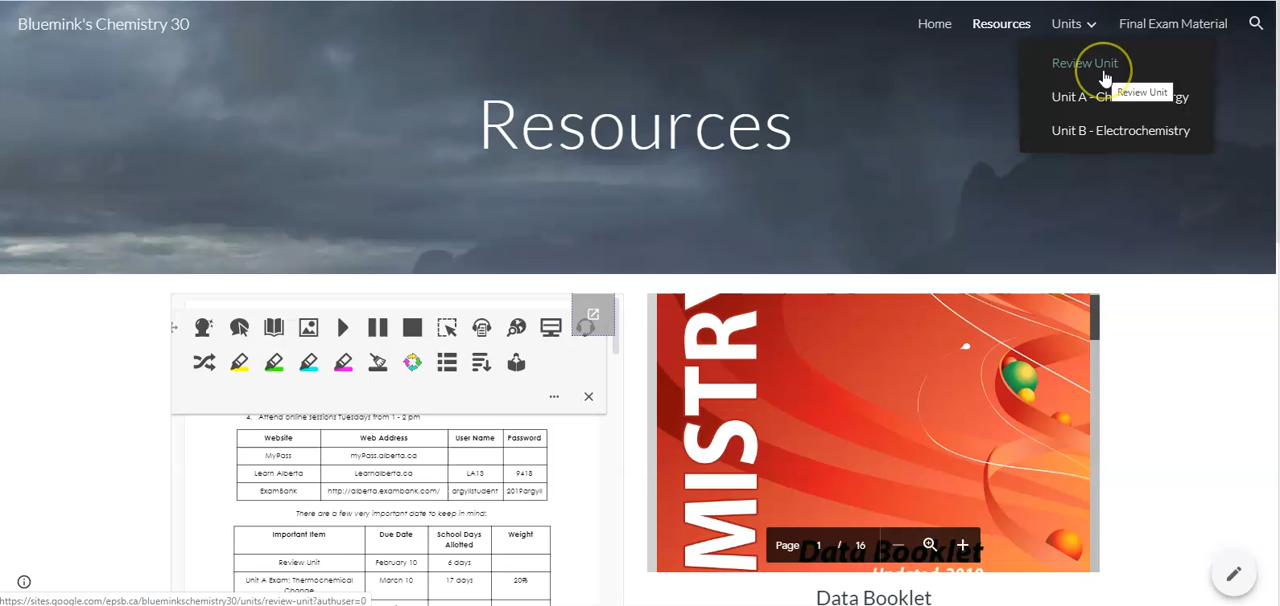 Bluemink's Chemistry 30
Home Resources Units Final Exam Material
Review Unit
Review Unit
Unit A - Ch rgy
Unit B - Electrochemistry
Resources
4. Attend online sessions Tuesdays from 1 - 2 pm
Website Web Address User Name Password
MyPass myPass.alberta.ca
Learn Alberta Learnalberta.ca LA13 9418
ExamBank http://alberta.exambank.com/ argyllstudent 2019argyll
There are a few very important date to keep in mind:
Important Item Due Date School Days Allotted Weight
Review Unit February 10 6 days
Unit A Exam: Thermochemical Change March 10 17 days 20%
MISTRY
Page 1 / 16
Data Booklet
Updated 2010
Data Booklet
https://sites.google.com/epsb.ca/blueminkschemistry30/units/review-unit?authuser=0